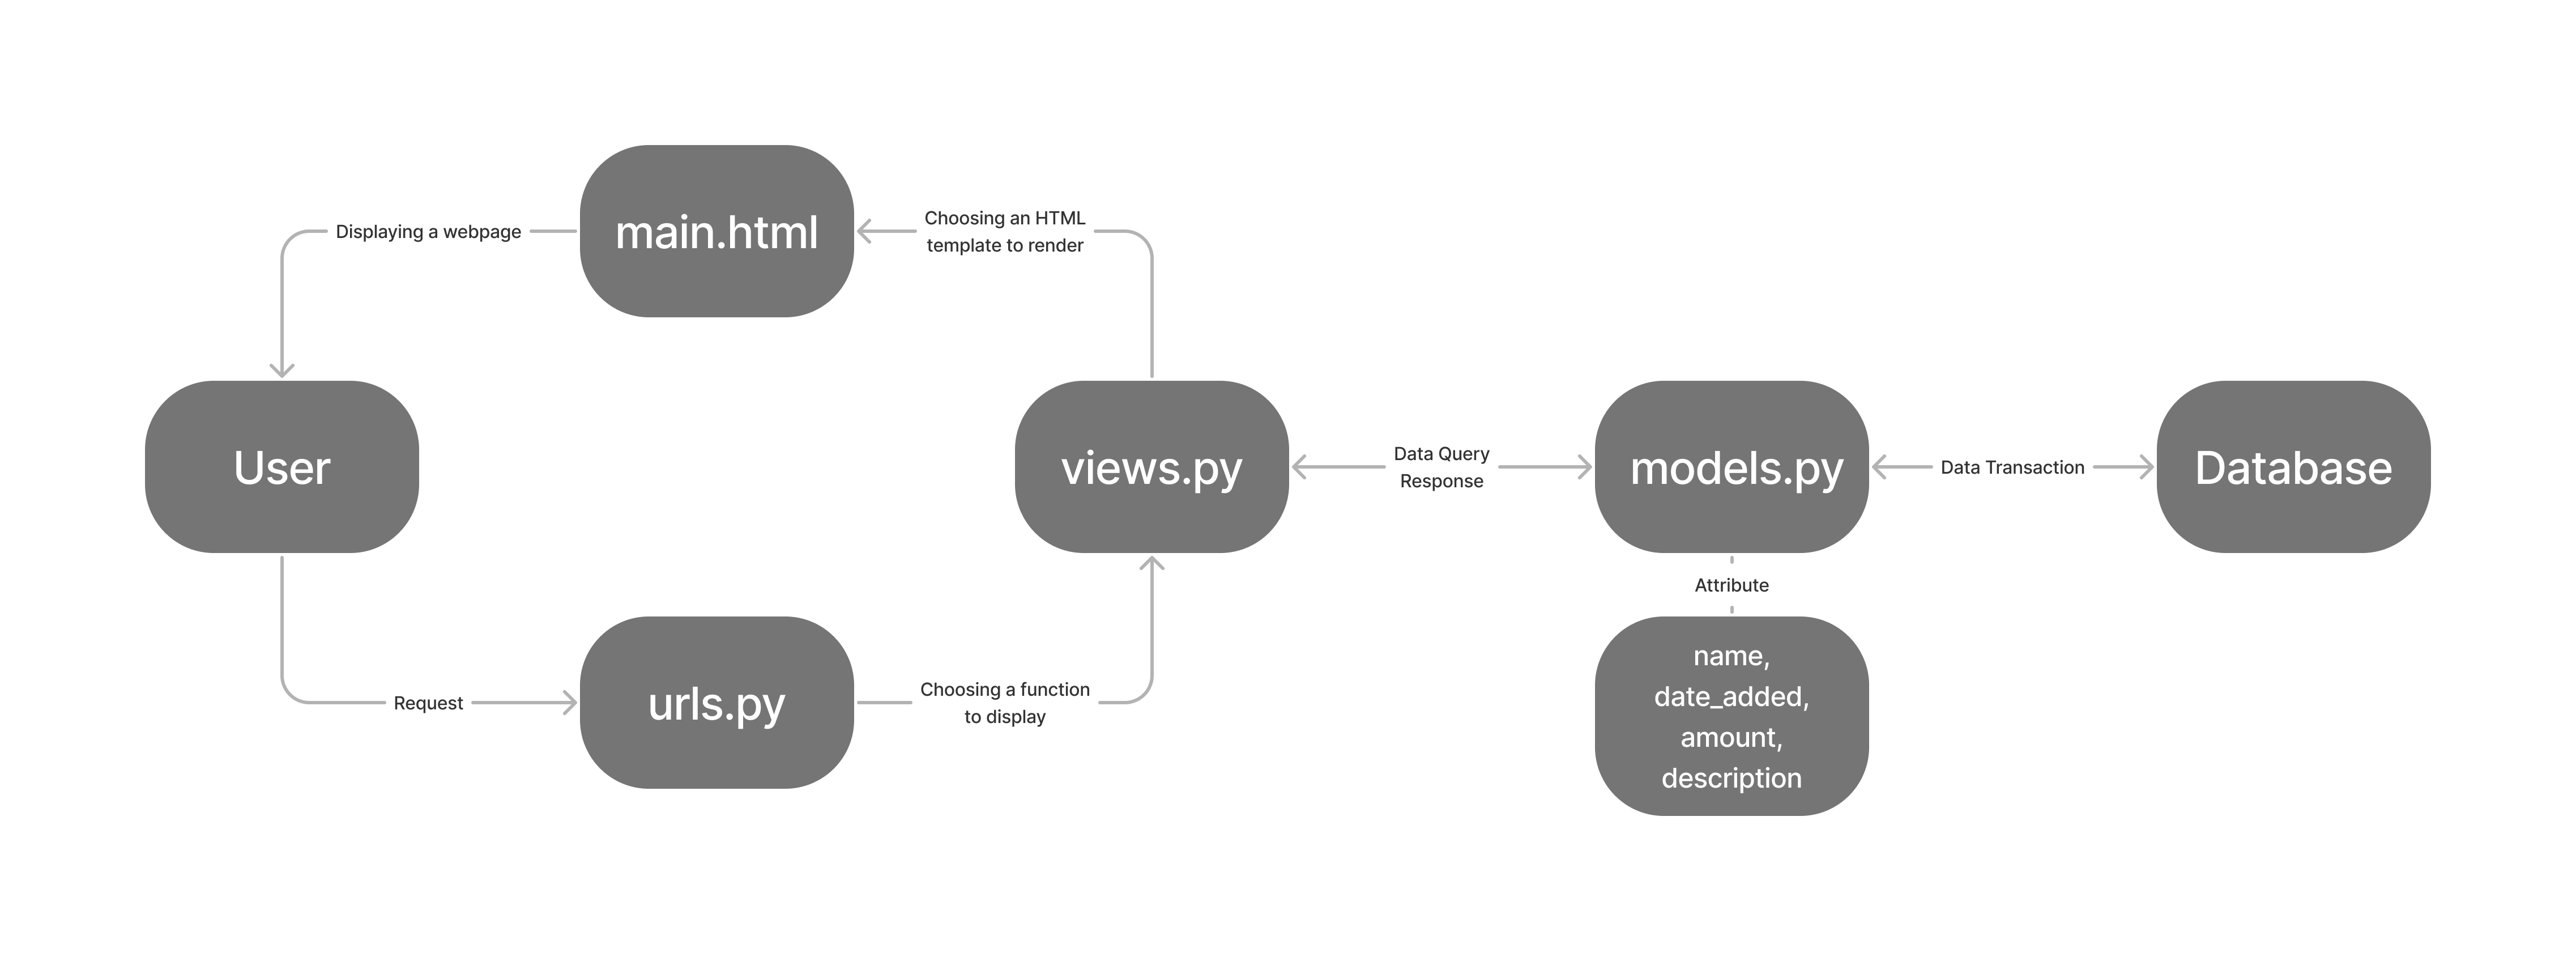 main.html
Displaying a webpage
Choosing an HTML
template to render
User
views.py
Data Query
Response
models.py
Data Transaction
Database
Attribute
name,
date_added,
amount,
description
Request
urls.py
Choosing a function
to display